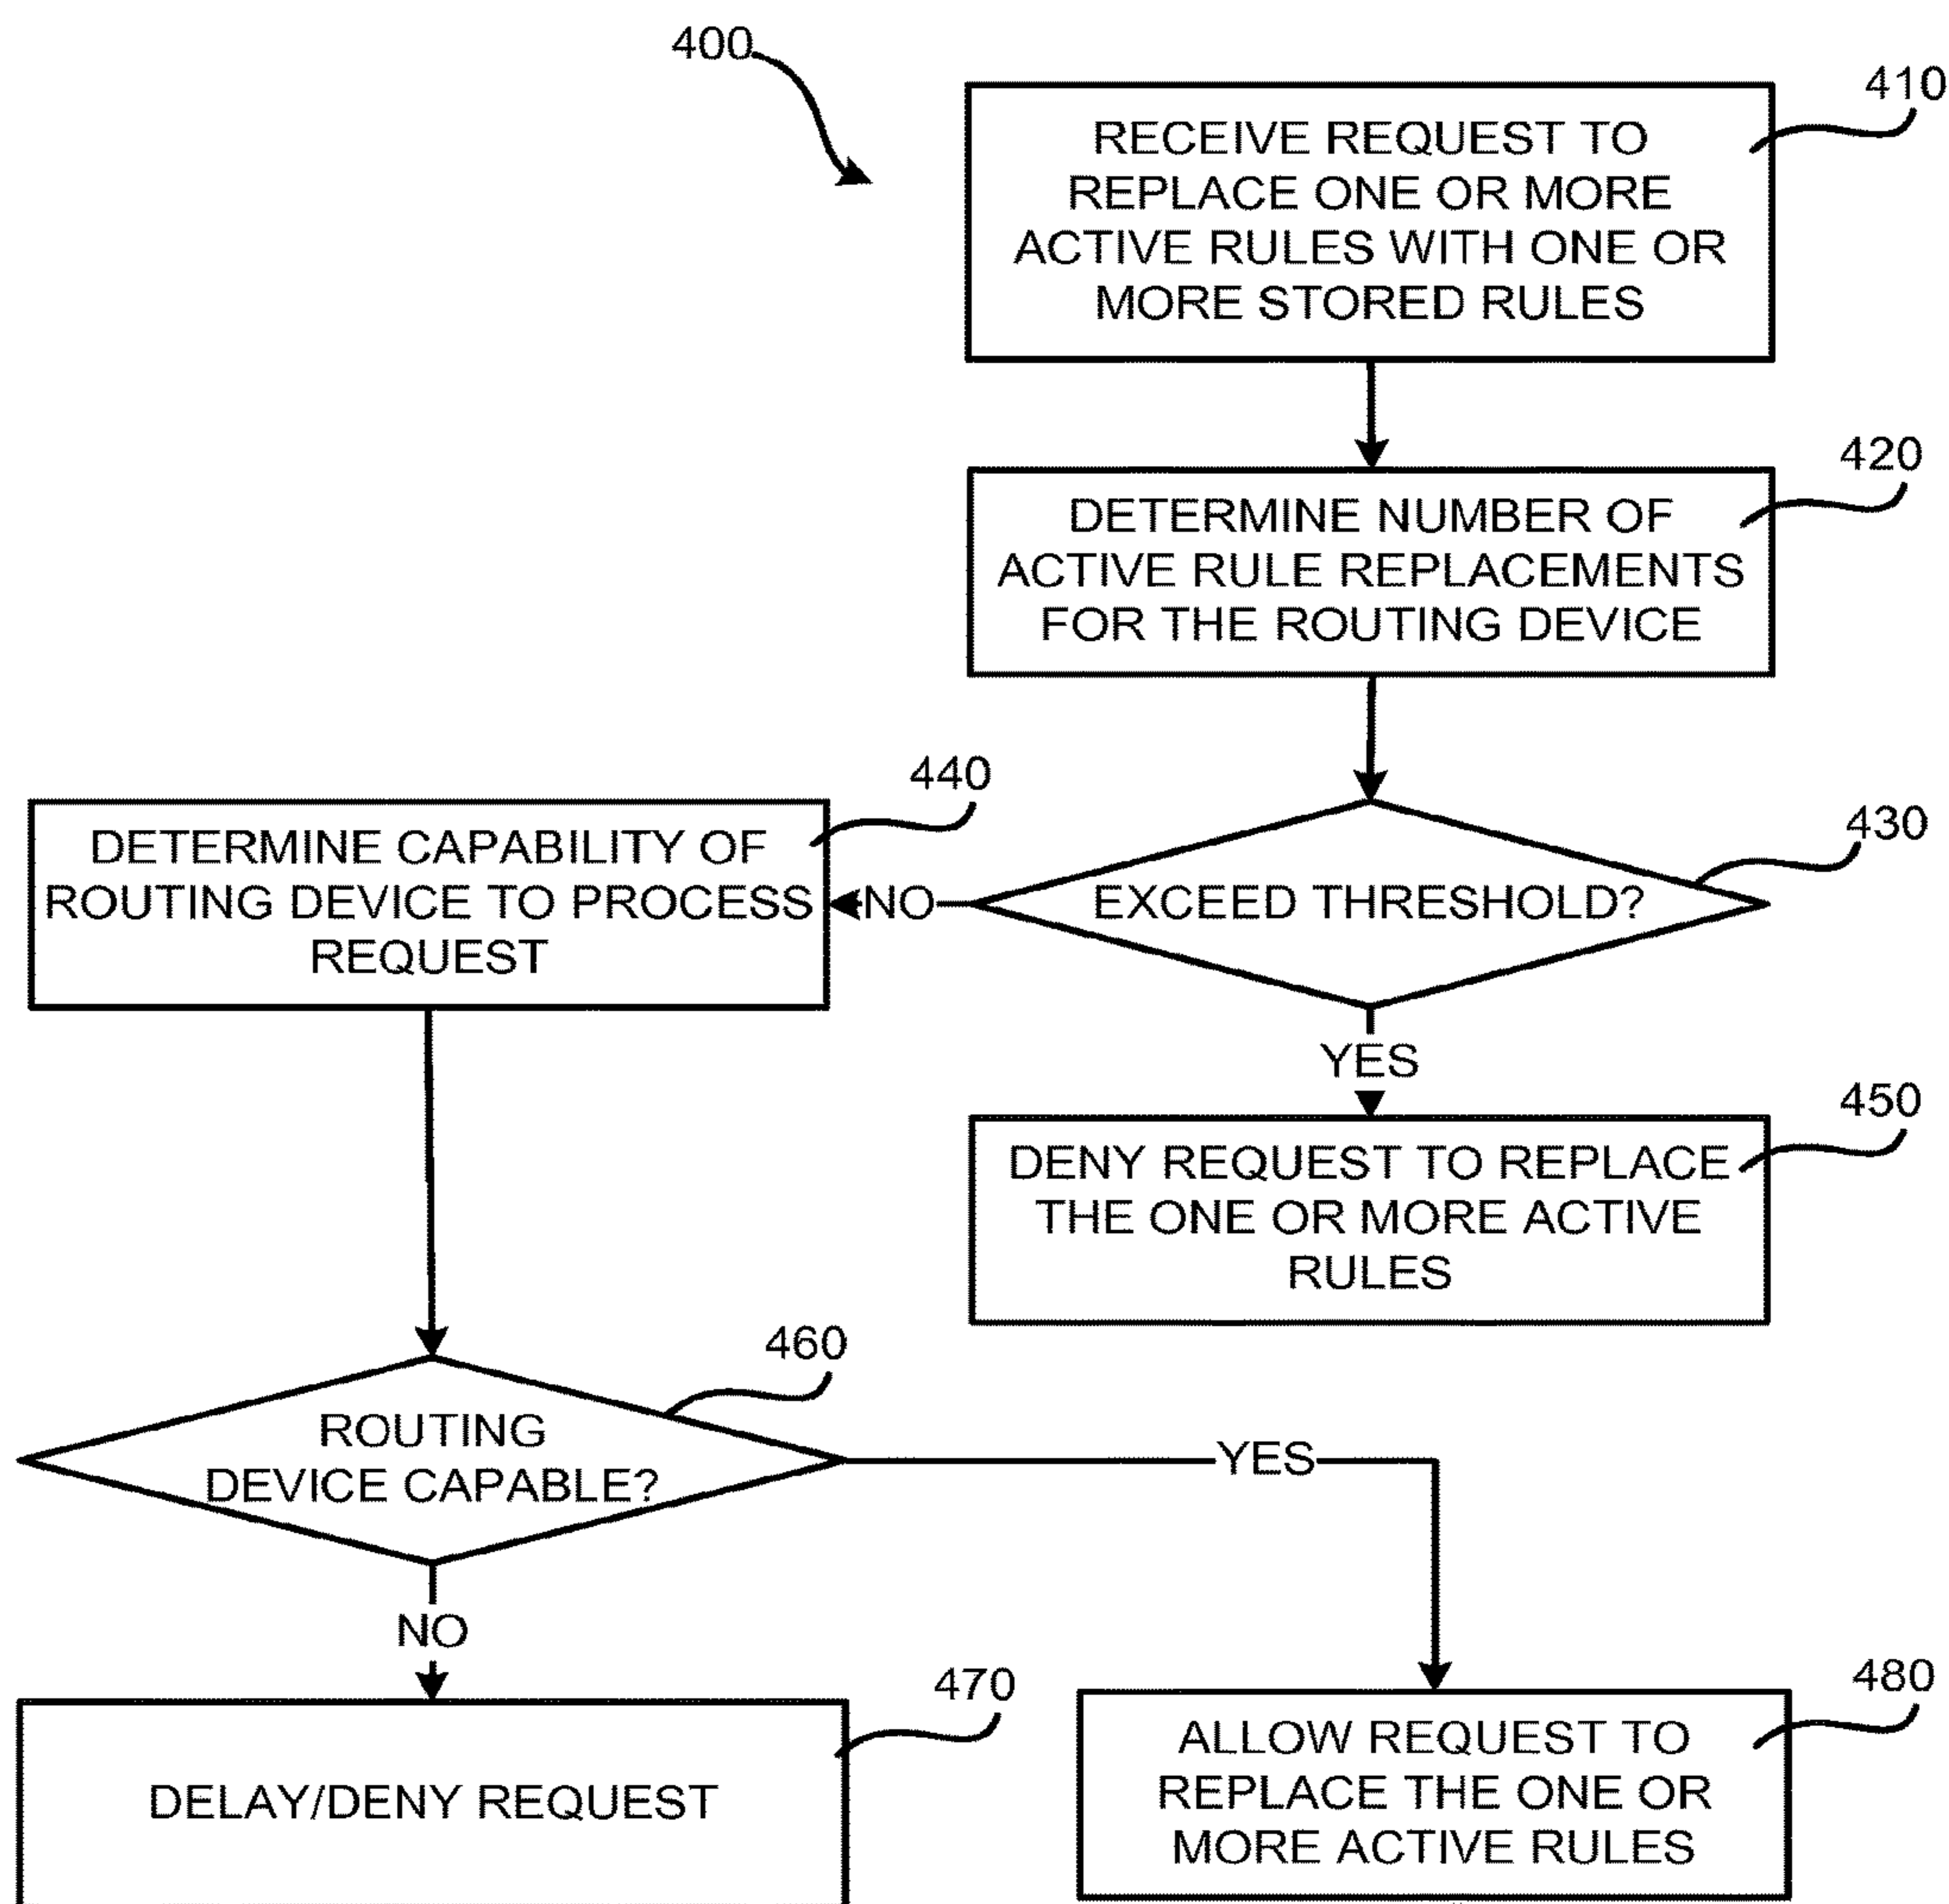 400
410
RECEIVE REQUEST TO
REPLACE ONE OR MORE
ACTIVE RULES WITH ONE OR
MORE STORED RULES
420
DETERMINE NUMBER OF
ACTIVE RULE REPLACEMENTS
FOR THE ROUTING DEVICE
430
EXCEED THRESHOLD?
NO
440
DETERMINE CAPABILITY OF
ROUTING DEVICE TO PROCESS
REQUEST
YES
450
DENY REQUEST TO REPLACE
THE ONE OR MORE ACTIVE
RULES
460
ROUTING
DEVICE CAPABLE?
YES
NO
470
DELAY/DENY REQUEST
480
ALLOW REQUEST TO
REPLACE THE ONE OR
MORE ACTIVE RULES